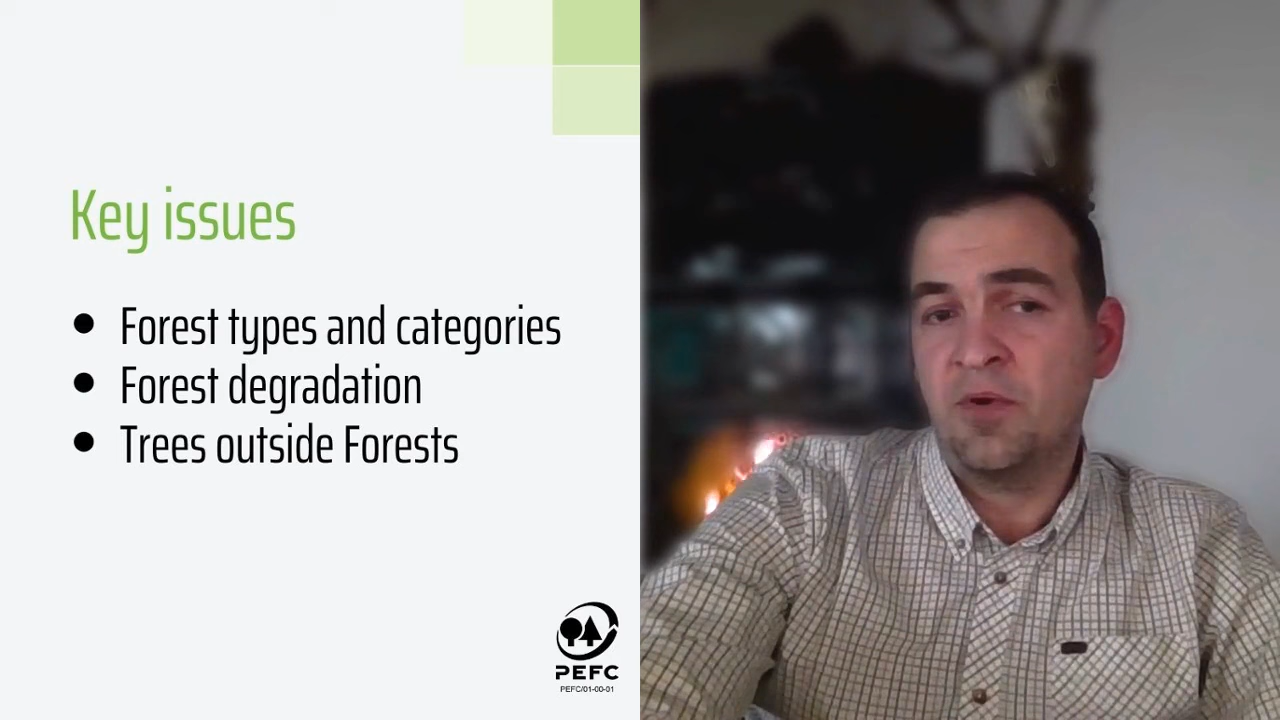 Key issues
Forest types and categories
Forest degradation
Trees outside Forests
PEFC
PEFC/01-00-01